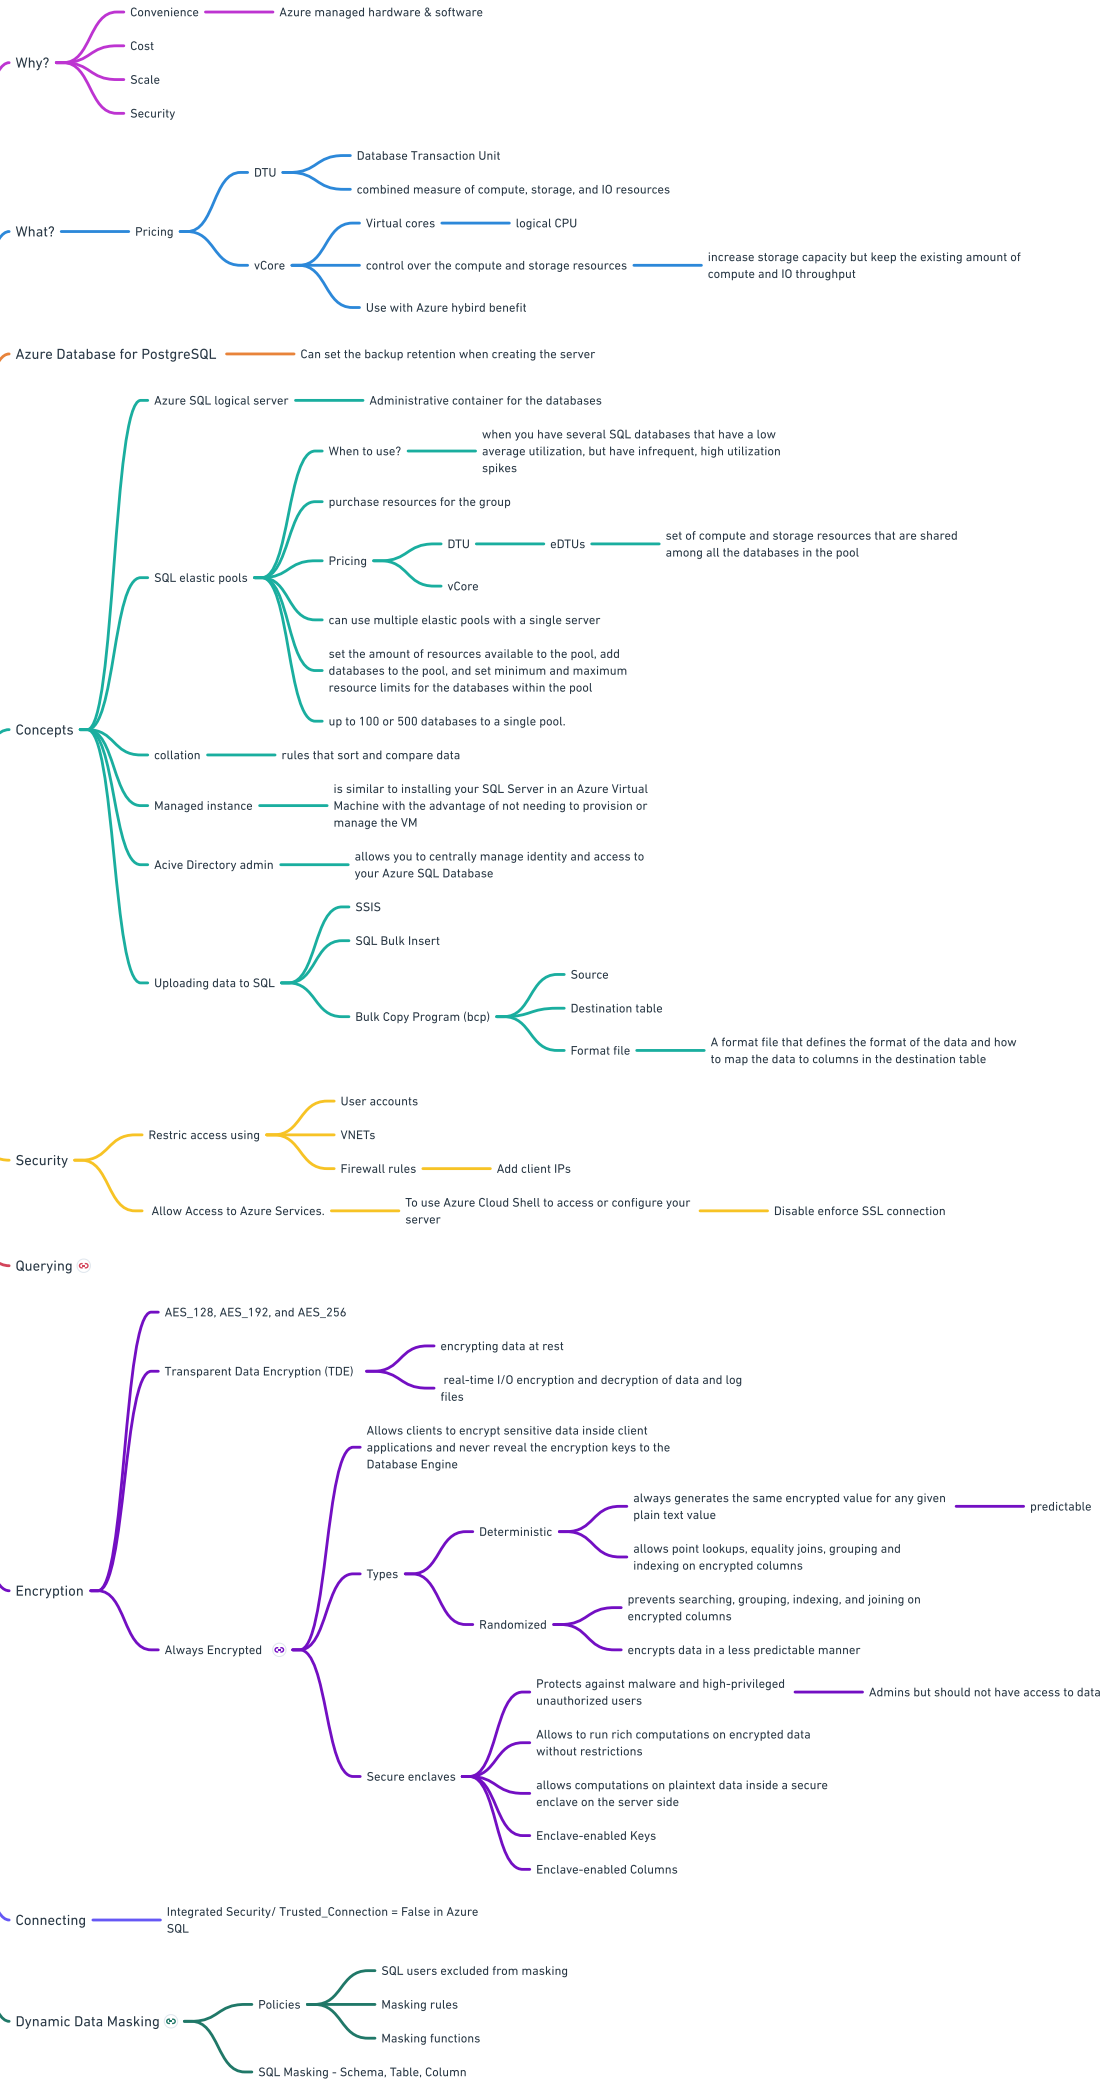 Why?
Convenience
Azure managed hardware & software
Cost
Scale
Security
What?
Pricing
DTU
Database Transaction Unit
combined measure of compute, storage, and IO resources
vCore
Virtual cores
logical CPU
control over the compute and storage resources
increase storage capacity but keep the existing amount of
compute and IO throughput
Use with Azure hybird benefit
Azure Database for PostgreSQL
Can set the backup retention when creating the server
Concepts
Azure SQL logical server
Administrative container for the databases
SQL elastic pools
When to use?
when you have several SQL databases that have a low
average utilization, but have infrequent, high utilization
spikes
purchase resources for the group
Pricing
DTU
eDTUs
set of compute and storage resources that are shared
among all the databases in the pool
vCore
can use multiple elastic pools with a single server
set the amount of resources available to the pool, add
databases to the pool, and set minimum and maximum
resource limits for the databases within the pool
up to 100 or 500 databases to a single pool.
collation
rules that sort and compare data
Managed instance
is similar to installing your SQL Server in an Azure Virtual
Machine with the advantage of not needing to provision or
manage the VM
Acive Directory admin
allows you to centrally manage identity and access to
your Azure SQL Database
Uploading data to SQL
SSIS
SQL Bulk Insert
Bulk Copy Program (bcp)
Source
Destination table
Format file
A format file that defines the format of the data and how
to map the data to columns in the destination table
Security
Restric access using
User accounts
VNETs
Firewall rules
Add client IPs
Allow Access to Azure Services.
To use Azure Cloud Shell to access or configure your
server
Disable enforce SSL connection
Querying
Encryption
AES_128, AES_192, and AES_256
Transparent Data Encryption (TDE)
encrypting data at rest
real-time I/O encryption and decryption of data and log
files
Always Encrypted
Allows clients to encrypt sensitive data inside client
applications and never reveal the encryption keys to the
Database Engine
Types
Deterministic
always generates the same encrypted value for any given
plain text value
predictable
allows point lookups, equality joins, grouping and
indexing on encrypted columns
Randomized
prevents searching, grouping, indexing, and joining on
encrypted columns
encrypts data in a less predictable manner
Secure enclaves
Protects against malware and high-privileged
unauthorized users
Admins but should not have access to data
Allows to run rich computations on encrypted data
without restrictions
allows computations on plaintext data inside a secure
enclave on the server side
Enclave-enabled Keys
Enclave-enabled Columns
Connecting
Integrated Security/ Trusted_Connection = False in Azure
SQL
Dynamic Data Masking
Policies
SQL users excluded from masking
Masking rules
Masking functions
SQL Masking - Schema, Table, Column